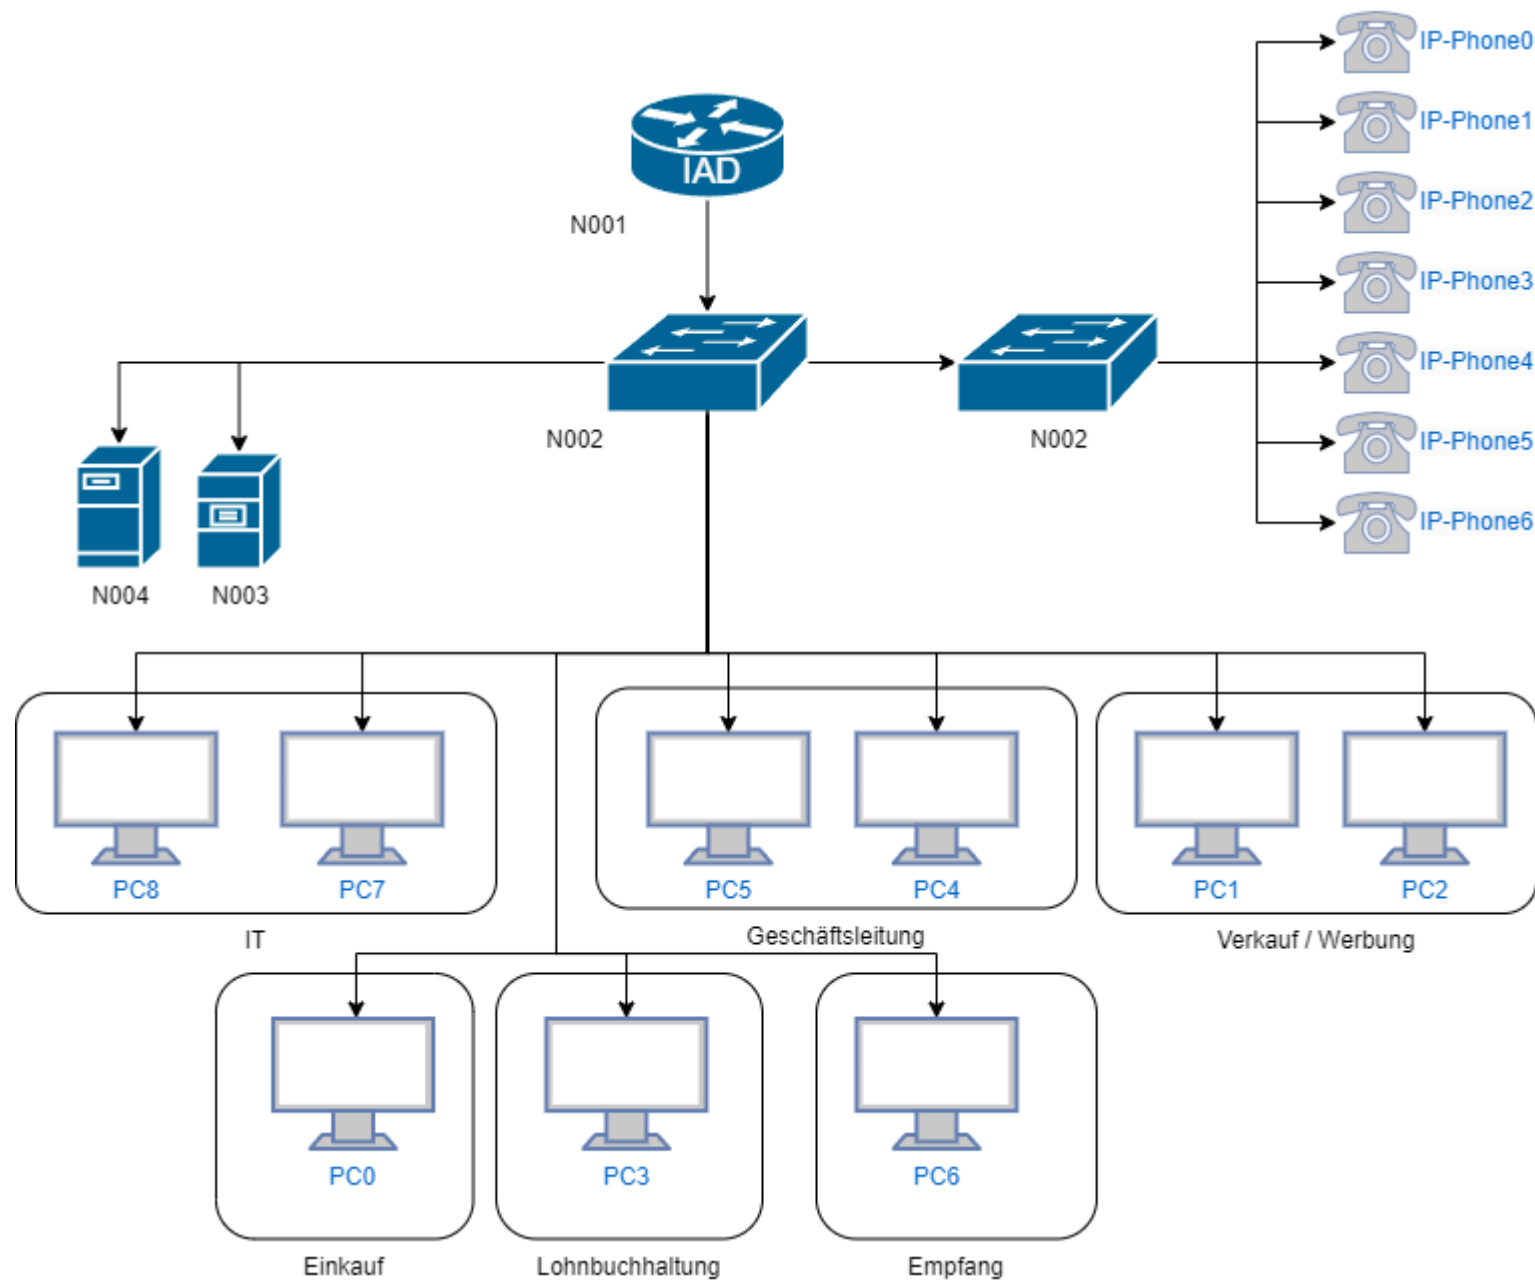 IP-Phone0
IP-Phone1
IAD
IP-Phone2
N001
IP-Phone3
IP-Phone4
N002
N002
IP-Phone5
IP-Phone6
N004
N003
PC8
PC7
PC5
PC4
PC1
PC2
IT
Geschäftsleitung
Verkauf / Werbung
PC0
PC3
PC6
Einkauf
Lohnbuchhaltung
Empfang